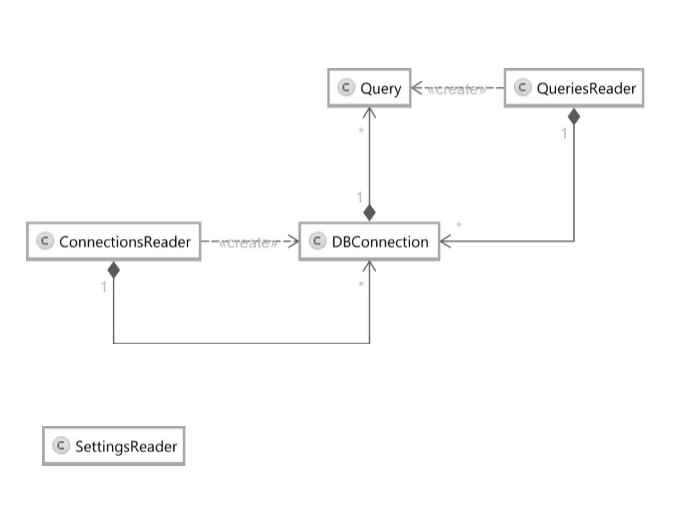 C Query
«create»
C QueriesReader
*
1
1
*
C ConnectionsReader
«create»
C DBConnection
1
*
C SettingsReader